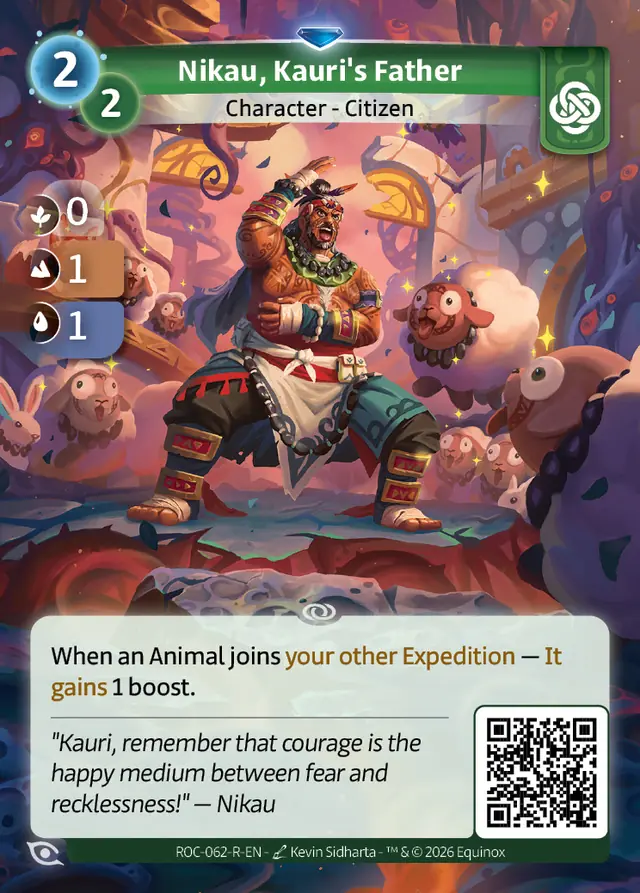 2
Nikau, Kauri's Father
2
Character - Citizen
0
1
1
When an Animal joins your other Expedition — It
gains 1 boost.
"Kauri, remember that courage is the
happy medium between fear and
recklessness!" — Nikau
ROC-062-R-EN - Kevin Sidharta - ™ & © 2026 Equinox